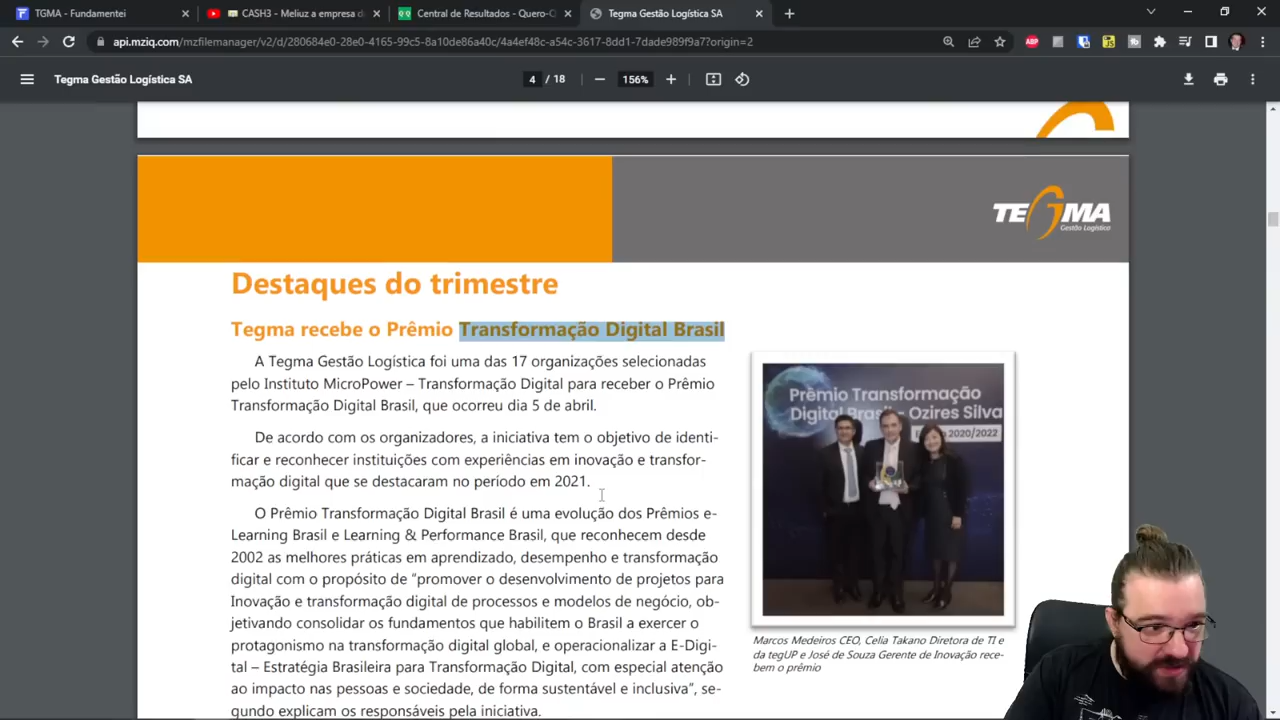 TGMA - Fundamentei
CASH3 - Meliuz a empresa d
Central de Resultados - Quero-Q
Tegma Gestão Logística SA
api.mziq.com/mzfilemanager/v2/d/280684e0-28e0-4165-99c5-8a10de86a40c/4a4ef48c-a54c-3617-8dd1-7dade989f9a7?origin=2
Tegma Gestão Logística SA
4 / 18
156%
TEGMA
Gestão Logística
Destaques do trimestre
Tegma recebe o Prêmio Transformação Digital Brasil
A Tegma Gestão Logística foi uma das 17 organizações selecionadas
pelo Instituto MicroPower – Transformação Digital para receber o Prêmio
Transformação Digital Brasil, que ocorreu dia 5 de abril.
De acordo com os organizadores, a iniciativa tem o objetivo de identi-
ficar e reconhecer instituições com experiências em inovação e transfor-
mação digital que se destacaram no período em 2021.
O Prêmio Transformação Digital Brasil é uma evolução dos Prêmios e-
Learning Brasil e Learning & Performance Brasil, que reconhecem desde
2002 as melhores práticas em aprendizado, desempenho e transformação
digital com o propósito de “promover o desenvolvimento de projetos para
Inovação e transformação digital de processos e modelos de negócio, ob-
jetivando consolidar os fundamentos que habilitem o Brasil a exercer o
protagonismo na transformação digital global, e operacionalizar a E-Digi-
tal – Estratégia Brasileira para Transformação Digital, com especial atenção
ao impacto nas pessoas e sociedade, de forma sustentável e inclusiva”, se-
gundo explicam os responsáveis pela iniciativa.
Prêmio Transformação
Digital Brasil - Ozires Silva
2020/2022
Marcos Medeiros CEO, Celia Takano Diretora de TI e
da tegUP e José de Souza Gerente de Inovação rece-
bem o prêmio